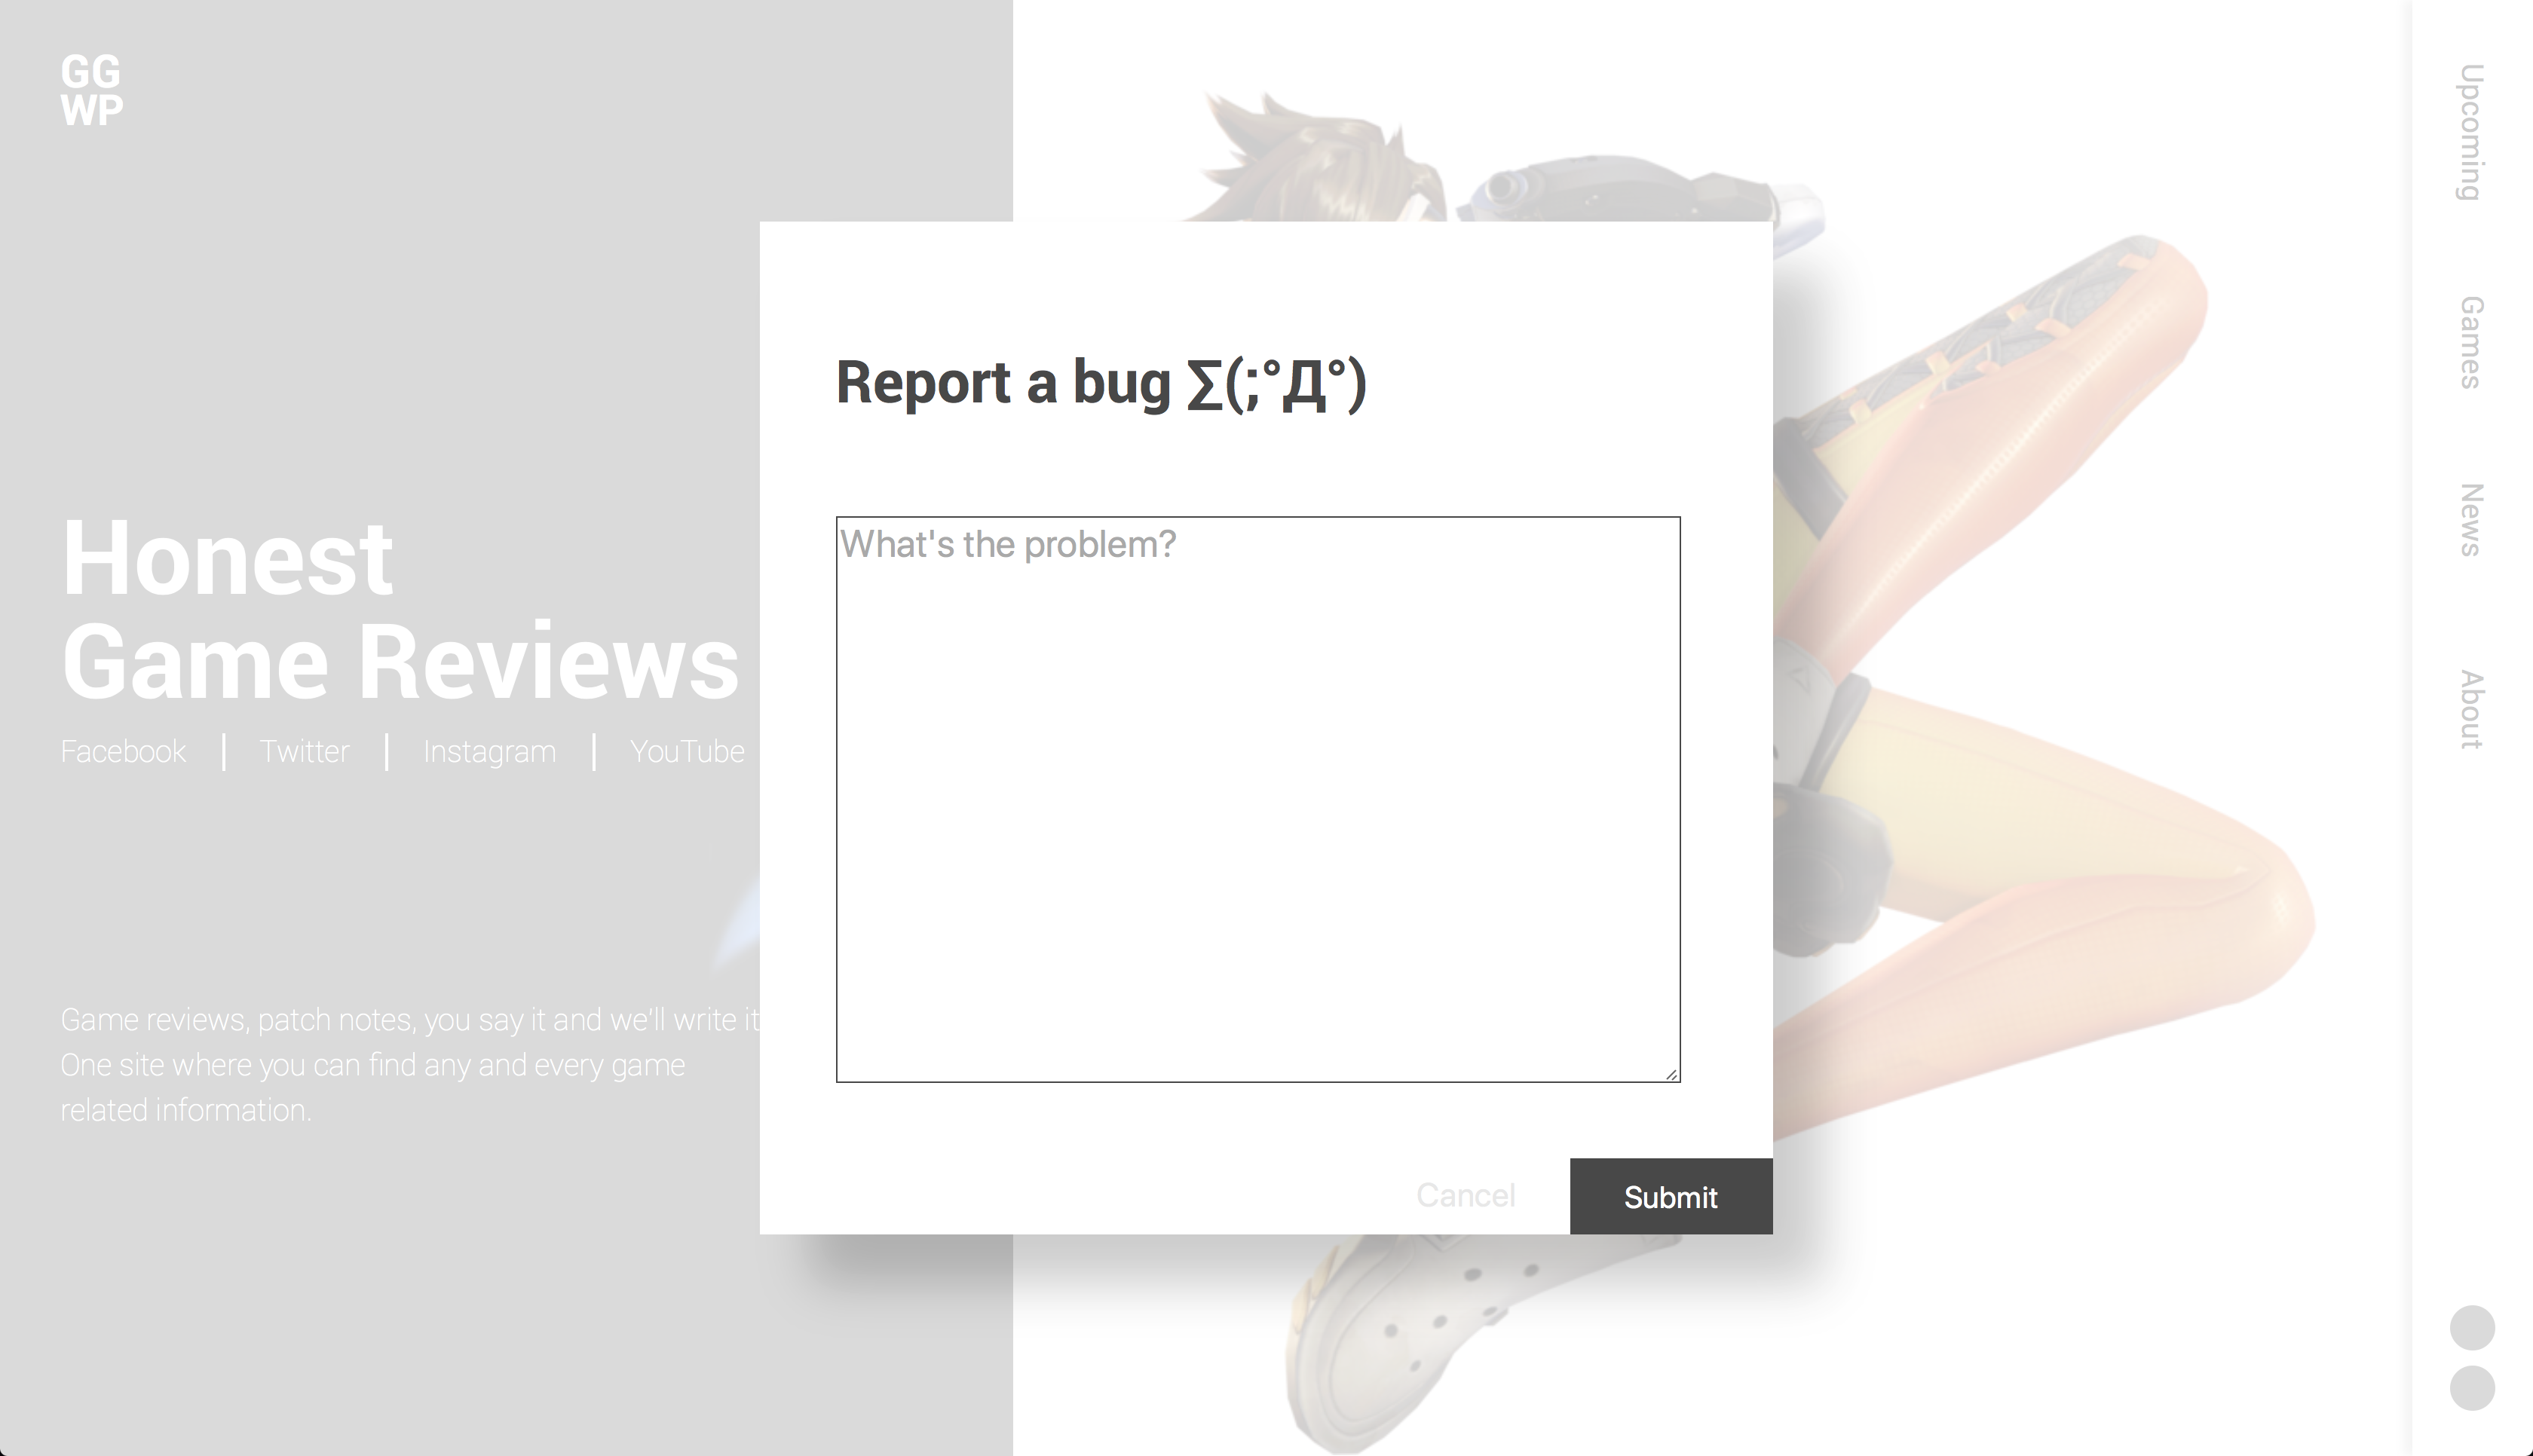 GG
WP
Honest
Game Reviews
Facebook | Twitter | Instagram | YouTube
Game reviews, patch notes, you say it and we'll write it
One site where you can find any and every game
related information.
Report a bug ∑(;°Д°)
What's the problem?
Cancel
Submit
Upcoming
Games
News
About